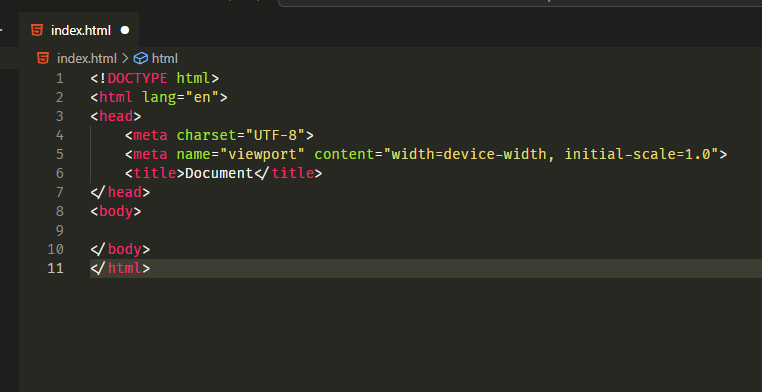 index.html
index.html > html
1 <!DOCTYPE html>
2 <html lang="en">
3 <head>
4     <meta charset="UTF-8">
5     <meta name="viewport" content="width=device-width, initial-scale=1.0">
6     <title>Document</title>
7 </head>
8 <body>
9
10 </body>
11 </html>